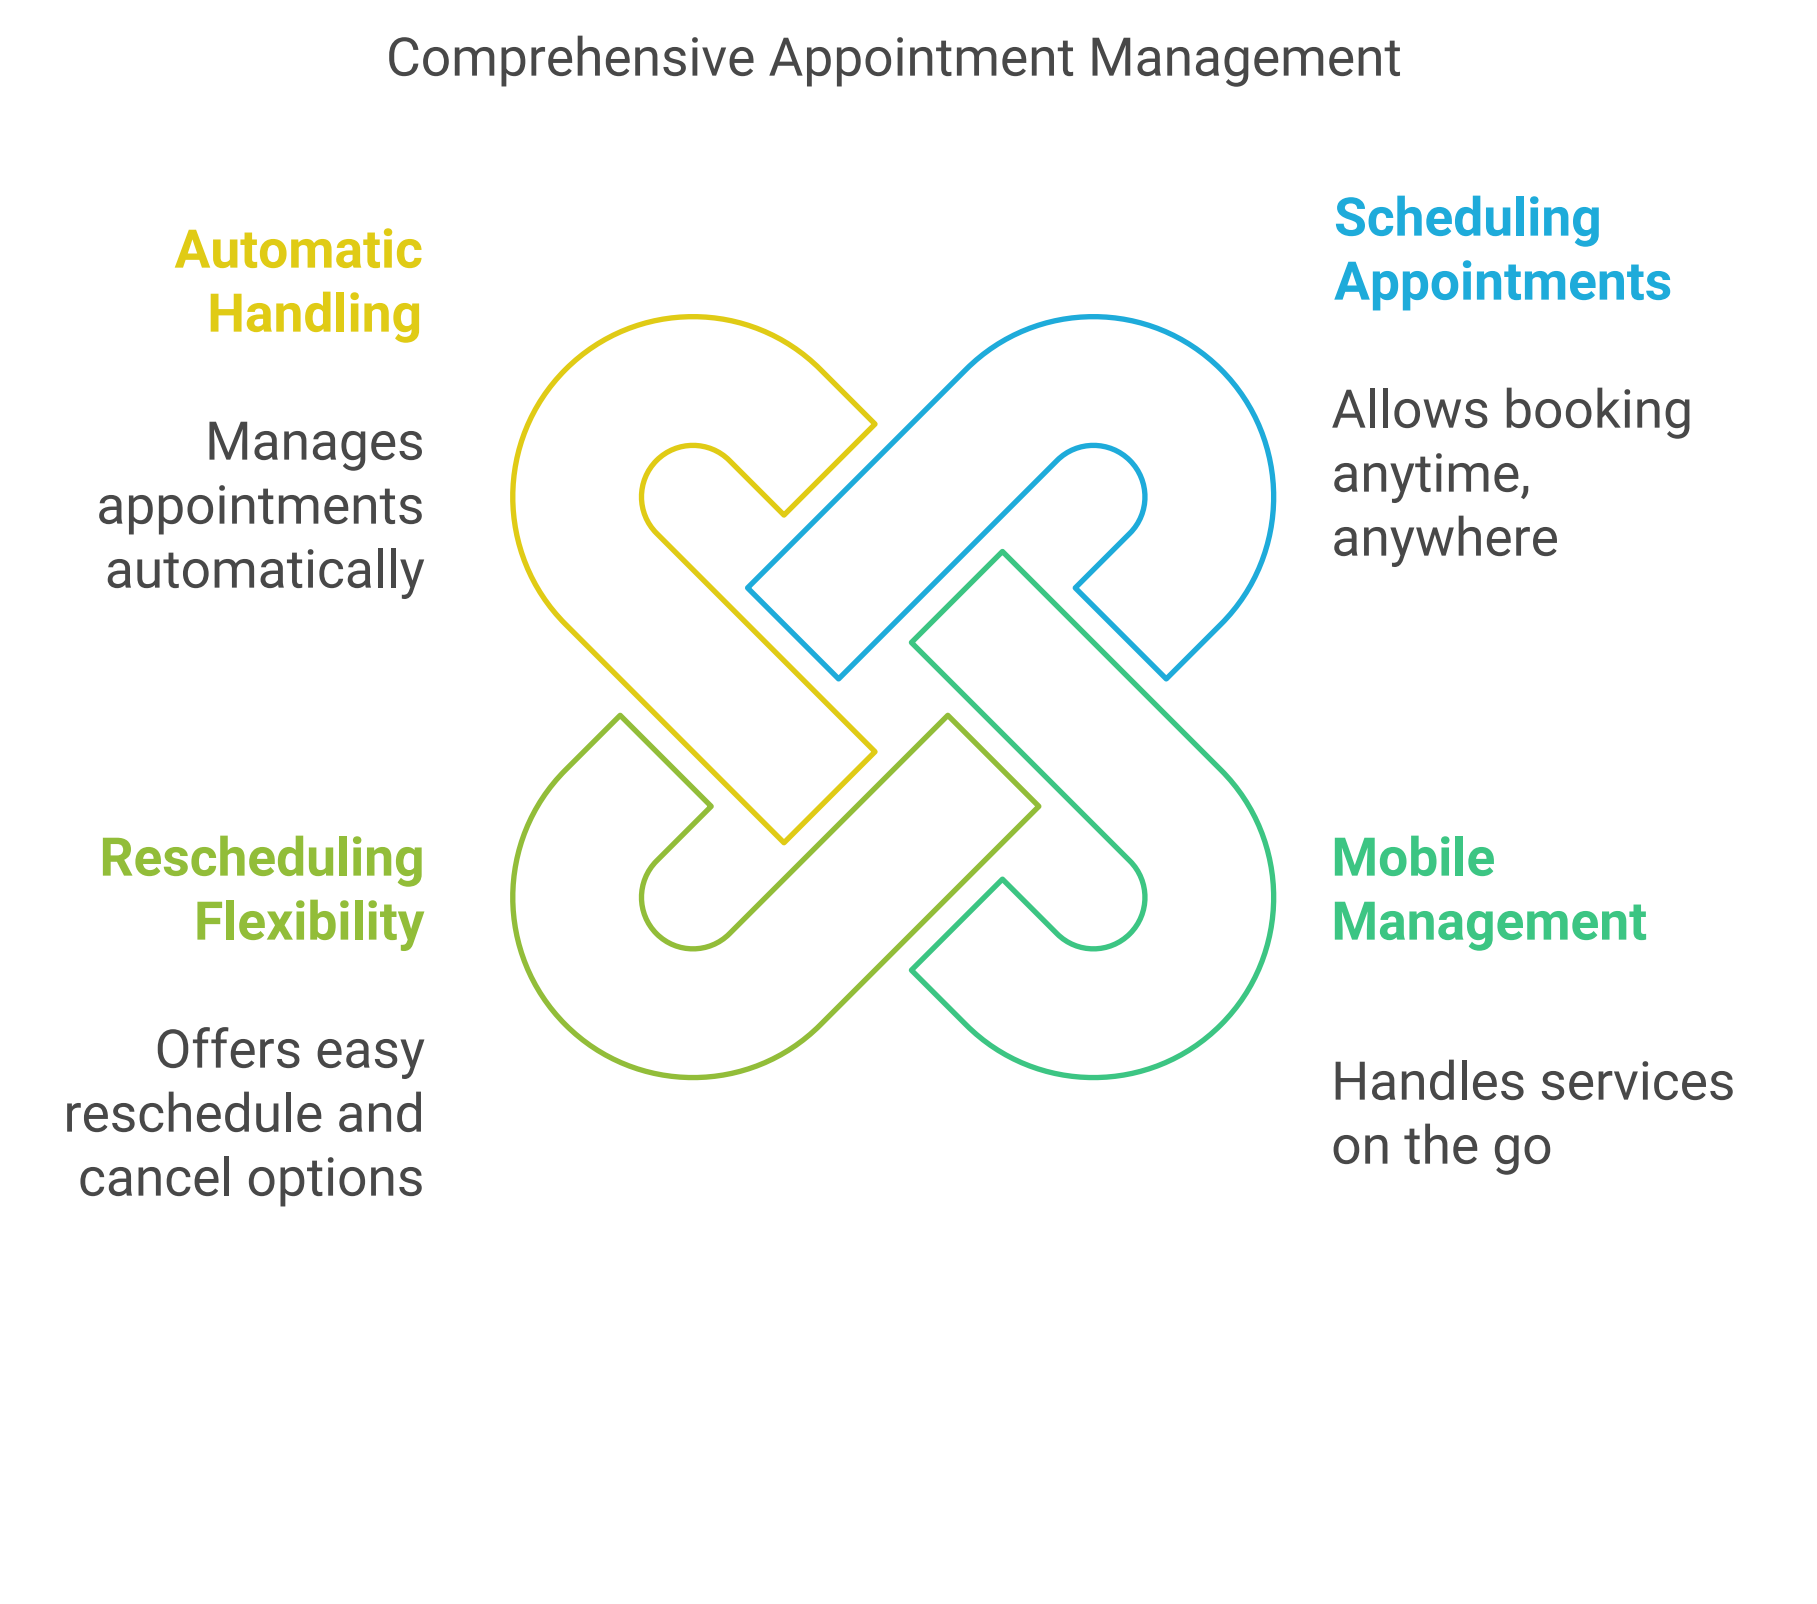 Comprehensive Appointment Management
Automatic
Handling
Manages
appointments
automatically
Scheduling
Appointments
Allows booking
anytime,
anywhere
Rescheduling
Flexibility
Offers easy
reschedule and
cancel options
Mobile
Management
Handles services
on the go